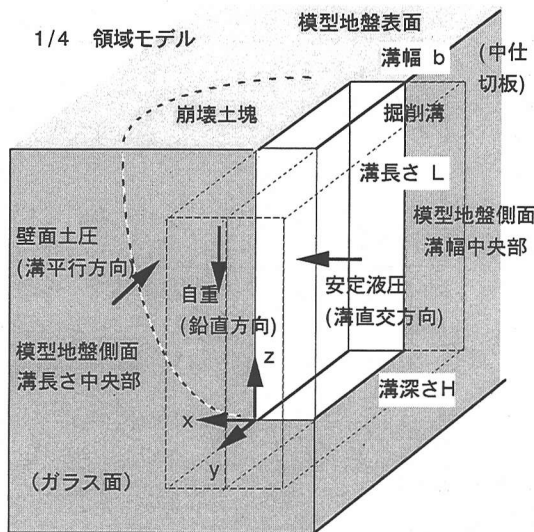 1/4 領域モデル
模型地盤表面
溝幅 b
(中仕
切板)
崩壊土塊
掘削溝
溝長さ L
模型地盤側面
溝幅中央部
壁面土圧
(溝平行方向)
自重
(鉛直方向)
安定液圧
(溝直交方向)
模型地盤側面
溝長さ中央部
z
x
y
溝深さH
(ガラス面)